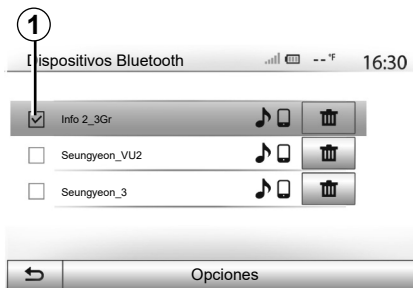 1
Dispositivos Bluetooth -- °F 16:30
Info 2_3Gr
Seungyeon_VU2
Seungyeon_3
Opciones